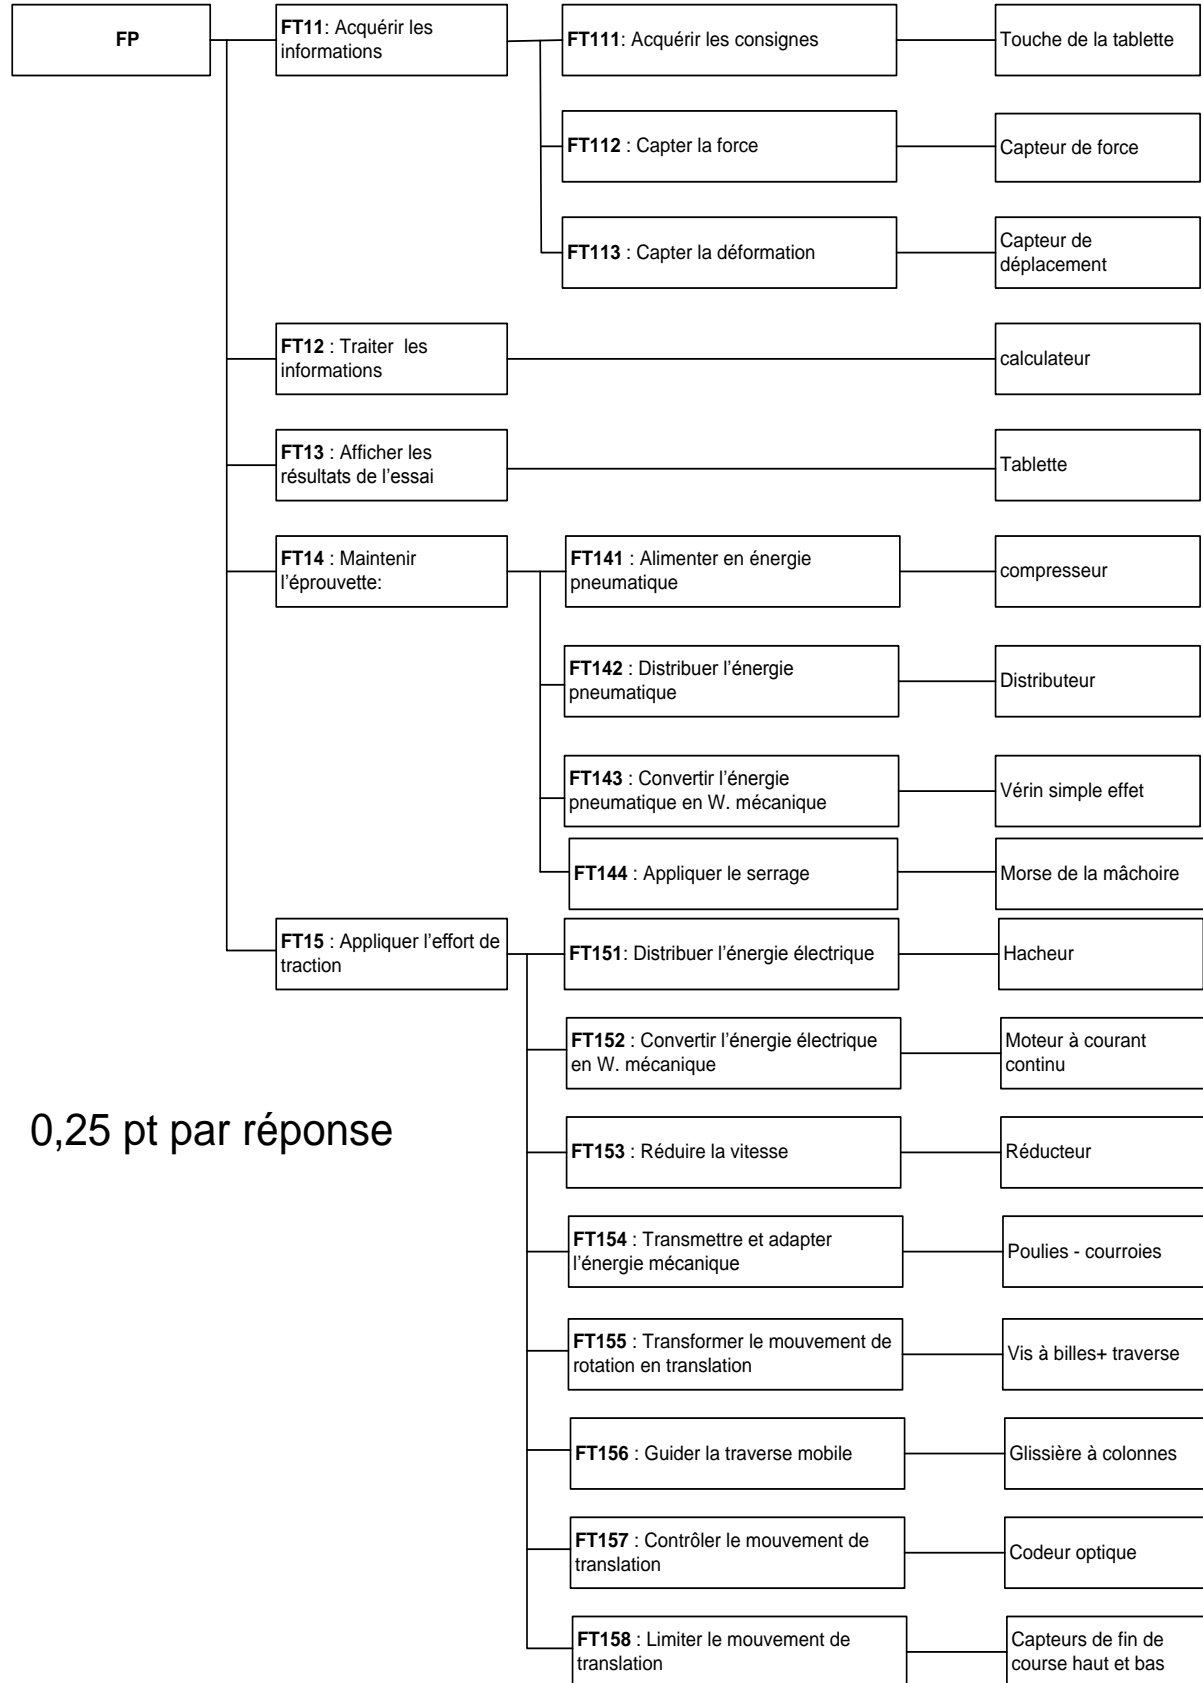 FP
FT11: Acquérir les
informations
FT111: Acquérir les consignes
Touche de la tablette
FT112 : Capter la force
Capteur de force
FT113 : Capter la déformation
Capteur de
déplacement
FT12 : Traiter les
informations
calculateur
FT13 : Afficher les
résultats de l'essai
Tablette
FT14 : Maintenir
l'éprouvette:
FT141 : Alimenter en énergie
pneumatique
compresseur
FT142 : Distribuer l'énergie
pneumatique
Distributeur
FT143 : Convertir l'énergie
pneumatique en W. mécanique
Vérin simple effet
FT144 : Appliquer le serrage
Morse de la mâchoire
FT15 : Appliquer l'effort de
traction
FT151: Distribuer l'énergie électrique
Hacheur
FT152 : Convertir l'énergie électrique
en W. mécanique
Moteur à courant
continu
0,25 pt par réponse
FT153 : Réduire la vitesse
Réducteur
FT154 : Transmettre et adapter
l'énergie mécanique
Poulies - courroies
FT155 : Transformer le mouvement de
rotation en translation
Vis à billes+ traverse
FT156 : Guider la traverse mobile
Glissière à colonnes
FT157 : Contrôler le mouvement de
translation
Codeur optique
FT158 : Limiter le mouvement de
translation
Capteurs de fin de
course haut et bas